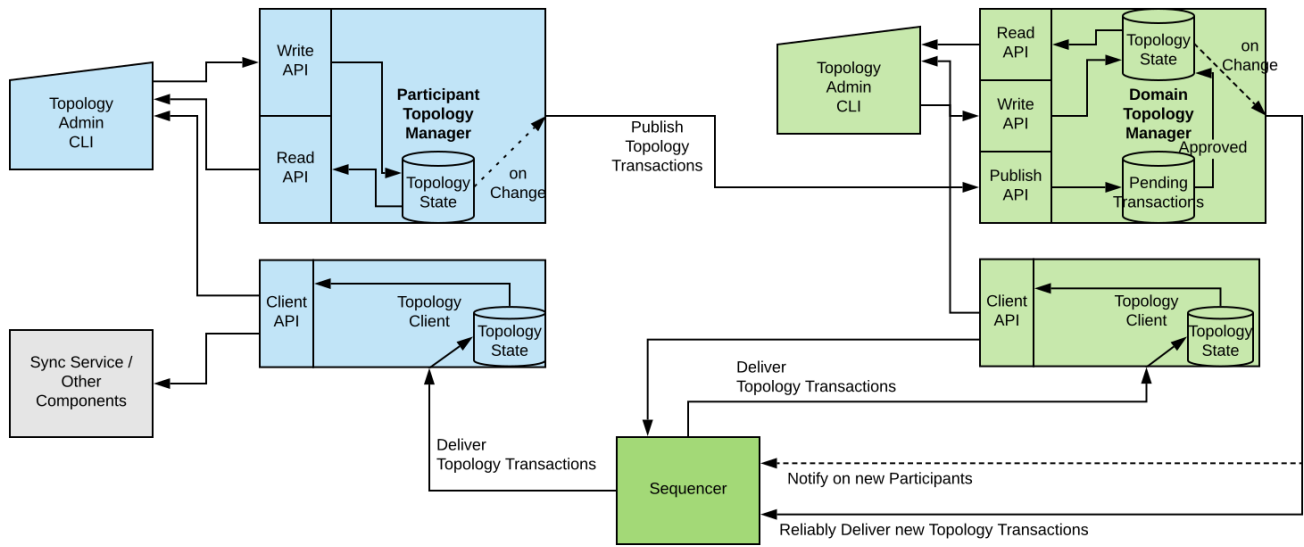 Topology
Admin
CLI
Write
API
Read
API
Participant
Topology
Manager
Topology
State
on
Change
Publish
Topology
Transactions
Topology
Admin
CLI
Read
API
Write
API
Publish
API
Topology
State
on
Change
Domain
Topology
Manager
Approved
Pending
Transactions
Client
API
Topology
Client
Topology
State
Sync Service /
Other
Components
Client
API
Topology
Client
Topology
State
Deliver
Topology Transactions
Deliver
Topology Transactions
Sequencer
Notify on new Participants
Reliably Deliver new Topology Transactions